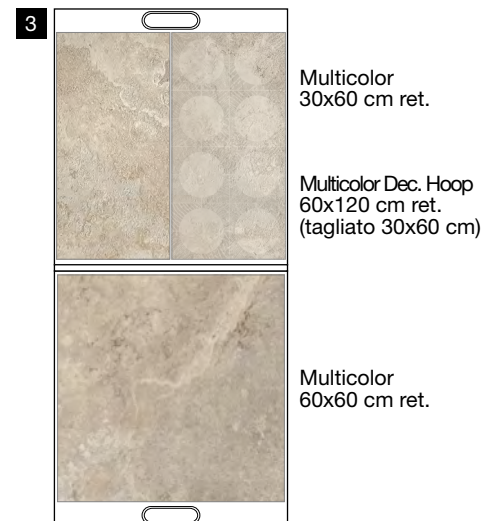 3
Multicolor
30x60 cm ret.
Multicolor Dec. Hoop
60x120 cm ret.
(tagliato 30x60 cm)
Multicolor
60x60 cm ret.